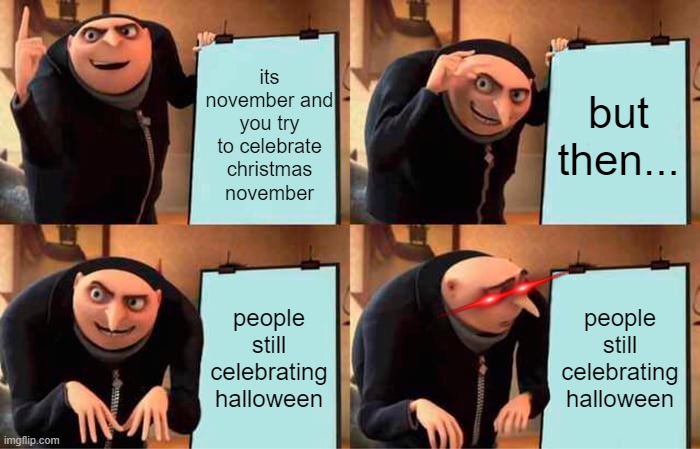 its
november and
you try
to celebrate
christmas
november
but
then...
people
still
celebrating
halloween
people
still
celebrating
halloween
imgflip.com